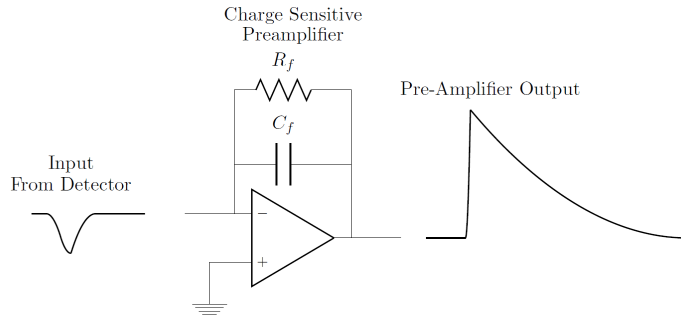 Charge Sensitive
Preamplifier
R_f
Pre-Amplifier Output
C_f
Input
From Detector
−
+